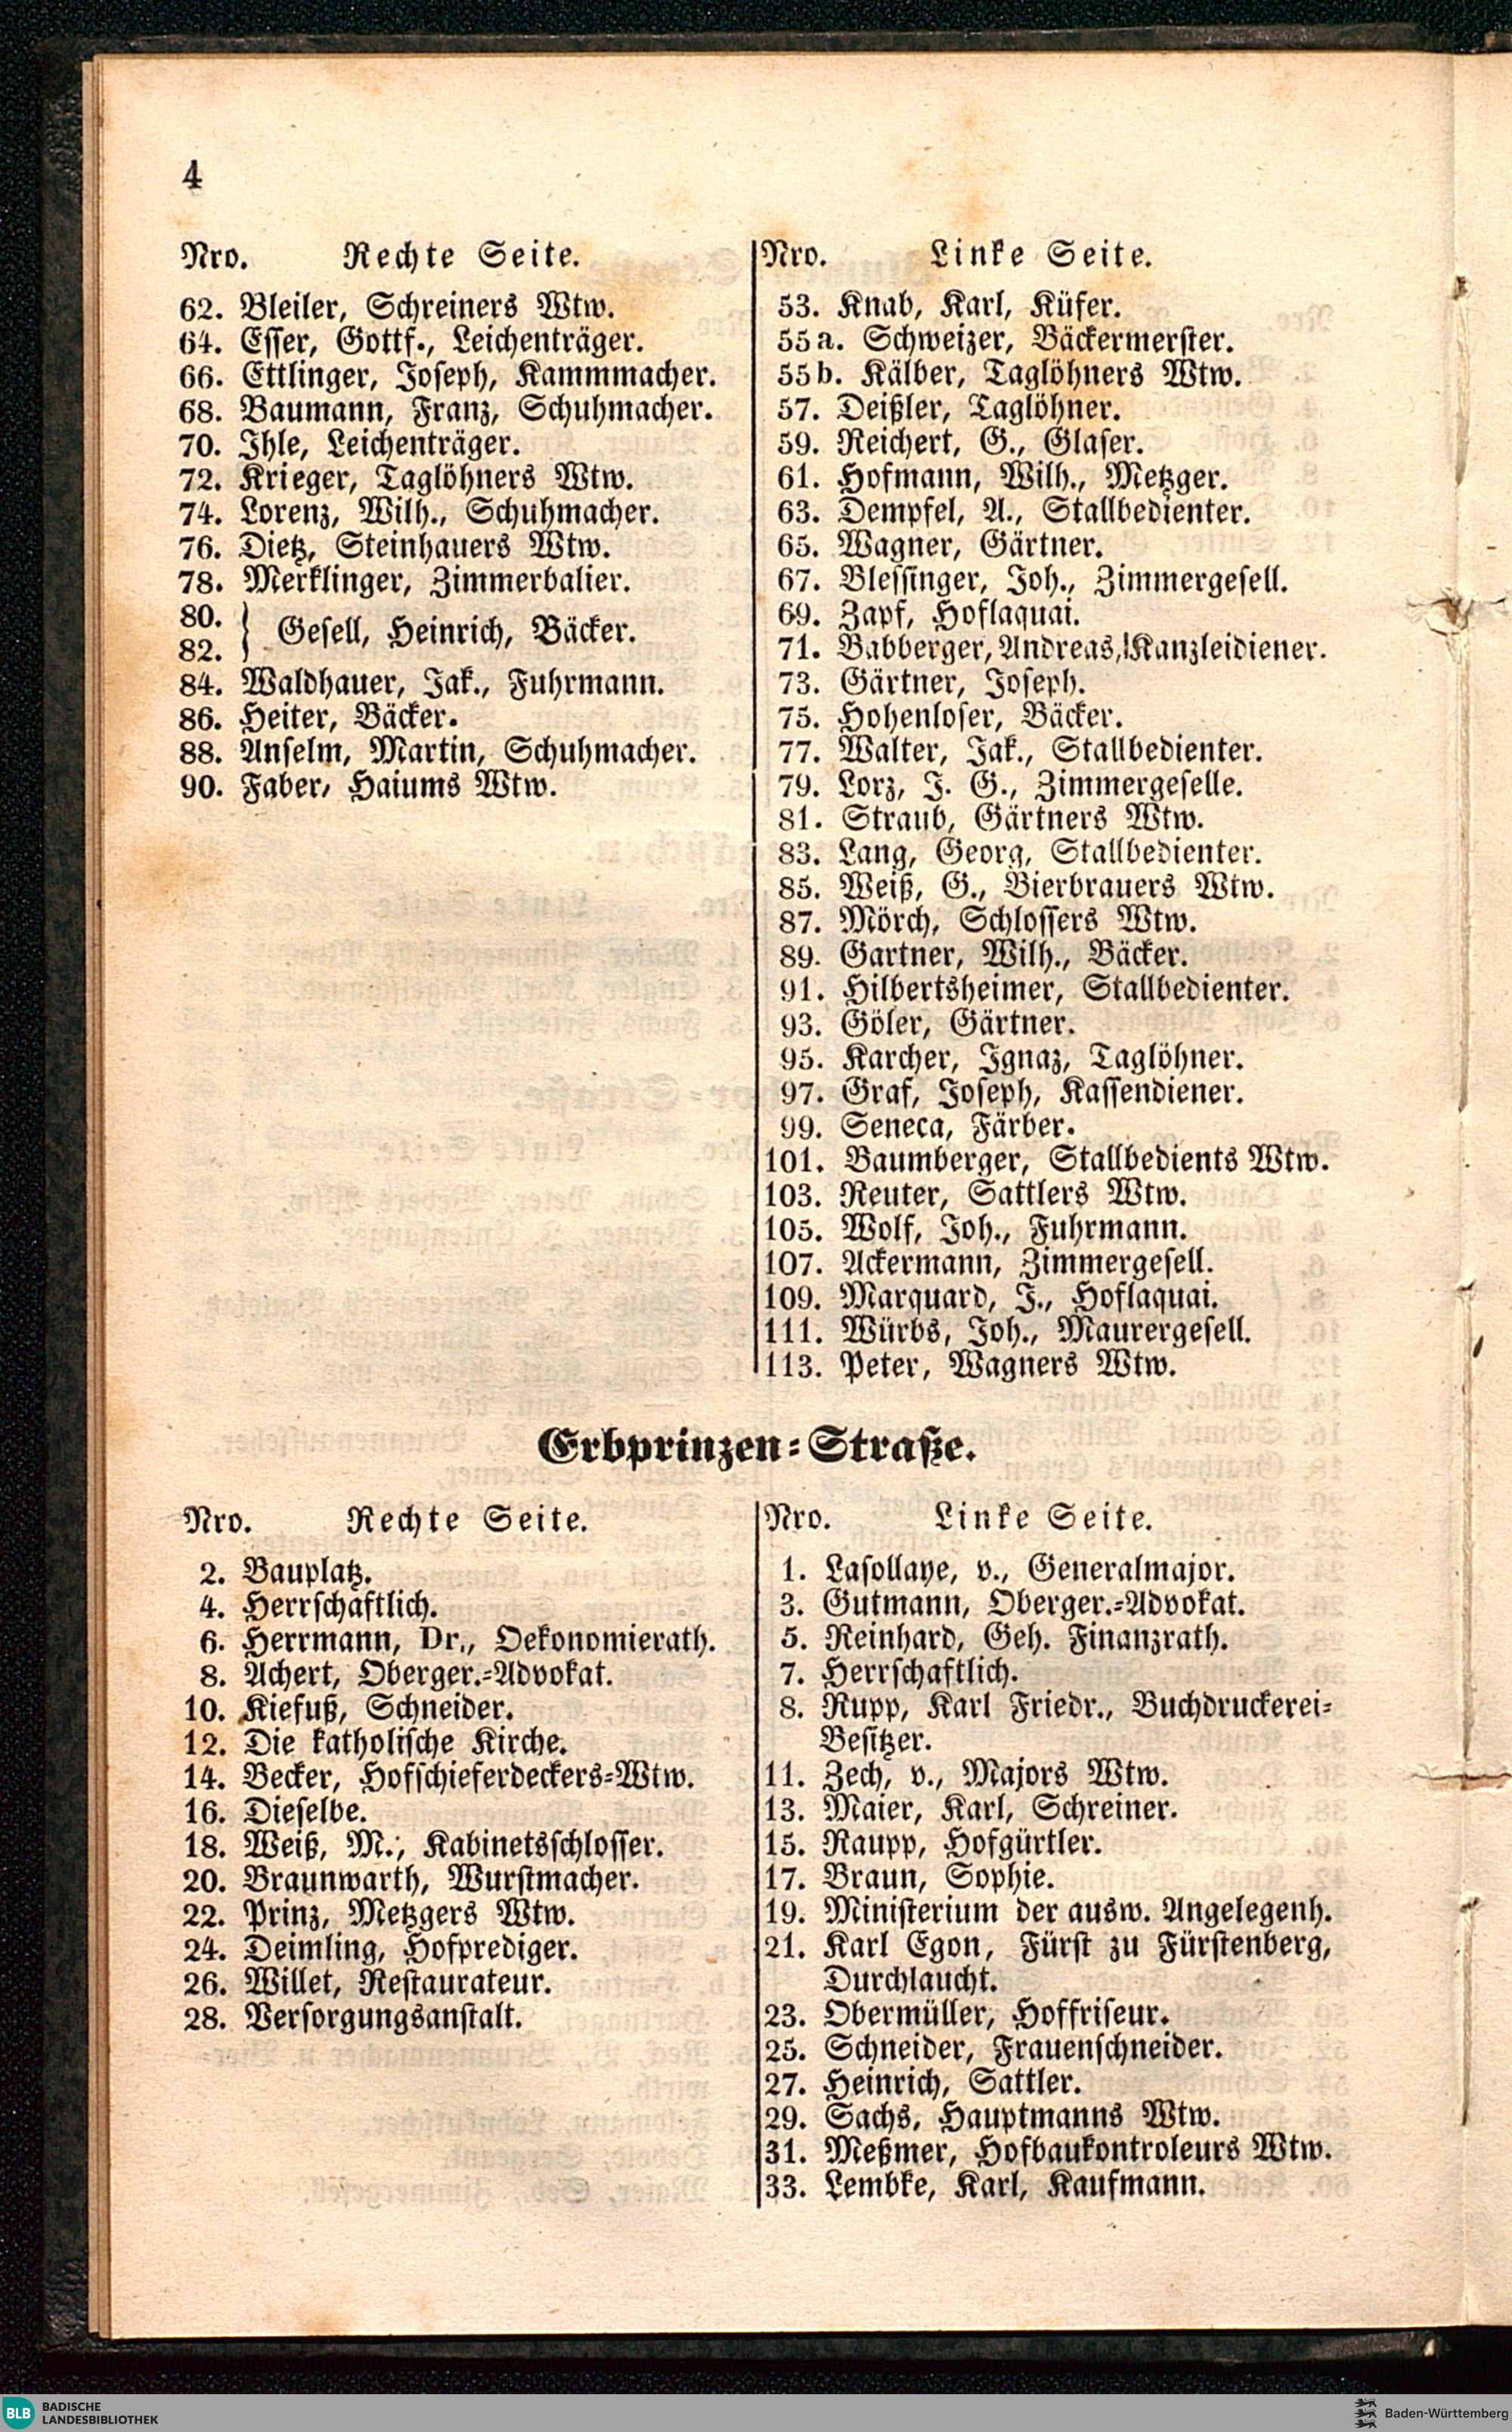 4
Nro. Rechte Seite.
62. Bleiler, Schreiners Wtw.
64. Esser, Gottf., Leichenträger.
66. Ettlinger, Joseph, Kammmacher.
68. Baumann, Franz, Schuhmacher.
70. Ihle, Leichenträger.
72. Krieger, Taglöhners Wtw.
74. Lorenz, Wilh., Schuhmacher.
76. Dietz, Steinhauers Wtw.
78. Merklinger, Zimmerbalier.
80.
82. } Gesell, Heinrich, Bäcker.
84. Waldhauer, Jak., Fuhrmann.
86. Heiter, Bäcker.
88. Anselm, Martin, Schuhmacher.
90. Faber, Haiums Wtw.
Nro. Linke Seite.
53. Knab, Karl, Küfer.
55a. Schweizer, Bäckermerster.
55b. Kälber, Taglöhners Wtw.
57. Deißler, Taglöhner.
59. Reichert, G., Glaser.
61. Hofmann, Wilh., Metzger.
63. Dempfel, A., Stallbedienter.
65. Wagner, Gärtner.
67. Blessinger, Joh., Zimmergesell.
69. Zapf, Hoflaquai.
71. Babberger, Andreas, Kanzleidiener.
73. Gärtner, Joseph.
75. Hohenloser, Bäcker.
77. Walter, Jak., Stallbedienter.
79. Lorz, J. G., Zimmergeselle.
81. Straub, Gärtners Wtw.
83. Lang, Georg, Stallbedienter.
85. Weiß, G., Bierbrauers Wtw.
87. Mörch, Schlossers Wtw.
89. Gartner, Wilh., Bäcker.
91. Hilbertsheimer, Stallbedienter.
93. Göler, Gärtner.
95. Karcher, Ignaz, Taglöhner.
97. Graf, Joseph, Kassendiener.
99. Seneca, Färber.
101. Baumberger, Stallbedients Wtw.
103. Reuter, Sattlers Wtw.
105. Wolf, Joh., Fuhrmann.
107. Ackermann, Zimmergesell.
109. Marquard, J., Hoflaquai.
111. Würbs, Joh., Maurergesell.
113. Peter, Wagners Wtw.
Erbprinzen-Straße.
Nro. Rechte Seite.
2. Bauplatz.
4. Herrschaftlich.
6. Herrmann, Dr., Oekonomierath.
8. Achert, Oberger.-Advokat.
10. Kiefuß, Schneider.
12. Die katholische Kirche.
14. Becker, Hofschieferdeckers-Wtw.
16. Dieselbe.
18. Weiß, M., Kabinetsschlosser.
20. Braunwarth, Wurstmacher.
22. Prinz, Metzgers Wtw.
24. Deimling, Hofprediger.
26. Willet, Restaurateur.
28. Versorgungsanstalt.
Nro. Linke Seite.
1. Lasollaye, v., Generalmajor.
3. Gutmann, Oberger.-Advokat.
5. Reinhard, Geh. Finanzrath.
7. Herrschaftlich.
8. Rupp, Karl Friedr., Buchdruckerei-
Besitzer.
11. Zech, v., Majors Wtw.
13. Maier, Karl, Schreiner.
15. Raupp, Hofgürtler.
17. Braun, Sophie.
19. Ministerium der ausw. Angelegenh.
21. Karl Egon, Fürst zu Fürstenberg,
Durchlaucht.
23. Obermüller, Hoffriseur.
25. Schneider, Frauenschneider.
27. Heinrich, Sattler.
29. Sachs, Hauptmanns Wtw.
31. Meßmer, Hofbaukontroleurs Wtw.
33. Lembke, Karl, Kaufmann.
BLB BADISCHE
LANDESBIBLIOTHEK
Baden-Württemberg